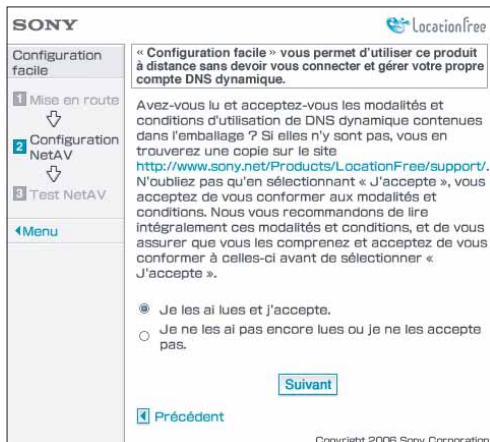 SONY
LocationFree
Configuration
facile
1 Mise en route
2 Configuration
NetAV
3 Test NetAV
Menu
« Configuration facile » vous permet d'utiliser ce produit
à distance sans devoir vous connecter et gérer votre propre
compte DNS dynamique.
Avez-vous lu et acceptez-vous les modalités et
conditions d'utilisation de DNS dynamique contenues
dans l'emballage ? Si elles n'y sont pas, vous en
trouverez une copie sur le site
http://www.sony.net/Products/LocationFree/support/.
N'oubliez pas qu'en sélectionnant « J'accepte », vous
acceptez de vous conformer aux modalités et
conditions. Nous vous recommandons de lire
intégralement ces modalités et conditions, et de vous
assurer que vous les comprenez et acceptez de vous
conformer à celles-ci avant de sélectionner «
J'accepte ».
Je les ai lues et j'accepte.
Je ne les ai pas encore lues ou je ne les accepte
pas.
Suivant
Précédent
Copyright 2006 Sony Corporation